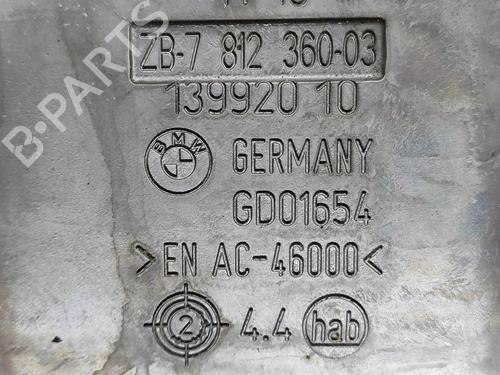 ZB-7 812 360-03
139920 10
BMW GERMANY
GD01654
>EN AC-46000<
2 4.4 hab
B-PARTS